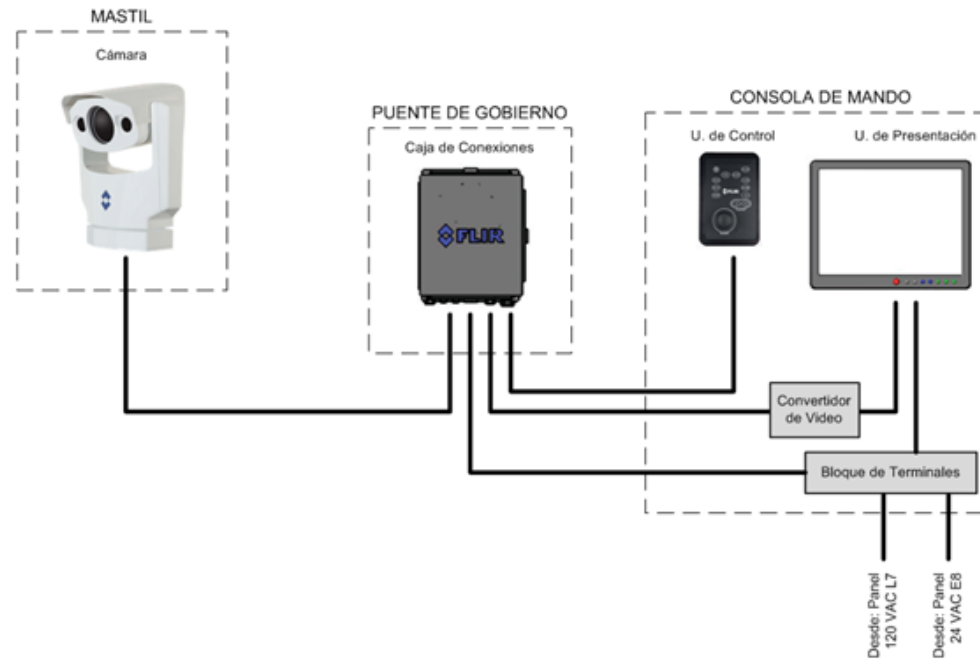 MASTIL
Cámara
PUENTE DE GOBIERNO
Caja de Conexiones
FLIR
CONSOLA DE MANDO
U. de Control
U. de Presentación
FLIR
Convertidor
de Video
Bloque de Terminales
Desde: Panel
120 VAC L7
Desde: Panel
24 VAC E8